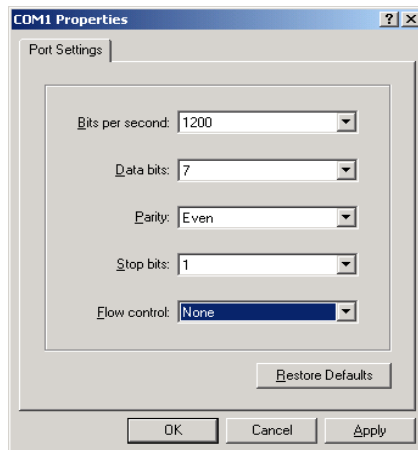 COM1 Properties
Port Settings
Bits per second: 1200
Data bits: 7
Parity: Even
Stop bits: 1
Flow control: None
Restore Defaults
OK Cancel Apply